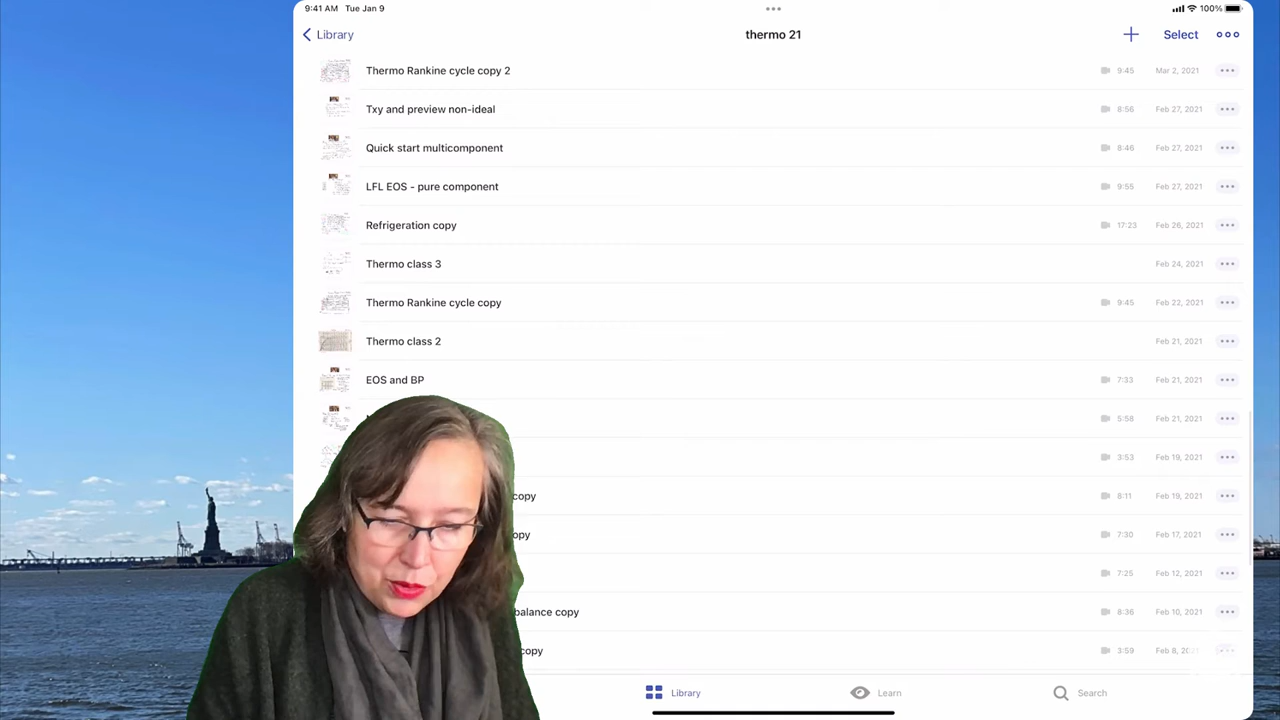 9:41 AM Tue Jan 9 100%
Library thermo 21 Select
Thermo Rankine cycle copy 2 9:45 Mar 2, 2021
Txy and preview non-ideal 8:56 Feb 27, 2021
Quick start multicomponent 8:46 Feb 27, 2021
LFL EOS - pure component 9:55 Feb 27, 2021
Refrigeration copy 17:23 Feb 26, 2021
Thermo class 3 Feb 24, 2021
Thermo Rankine cycle copy 9:45 Feb 22, 2021
Thermo class 2 Feb 21, 2021
EOS and BP 7:33 Feb 21, 2021
5:58 Feb 21, 2021
3:53 Feb 19, 2021
copy 8:11 Feb 19, 2021
opy 7:30 Feb 17, 2021
7:25 Feb 12, 2021
balance copy 8:36 Feb 10, 2021
copy 3:59 Feb 8, 2021
Library Learn Search